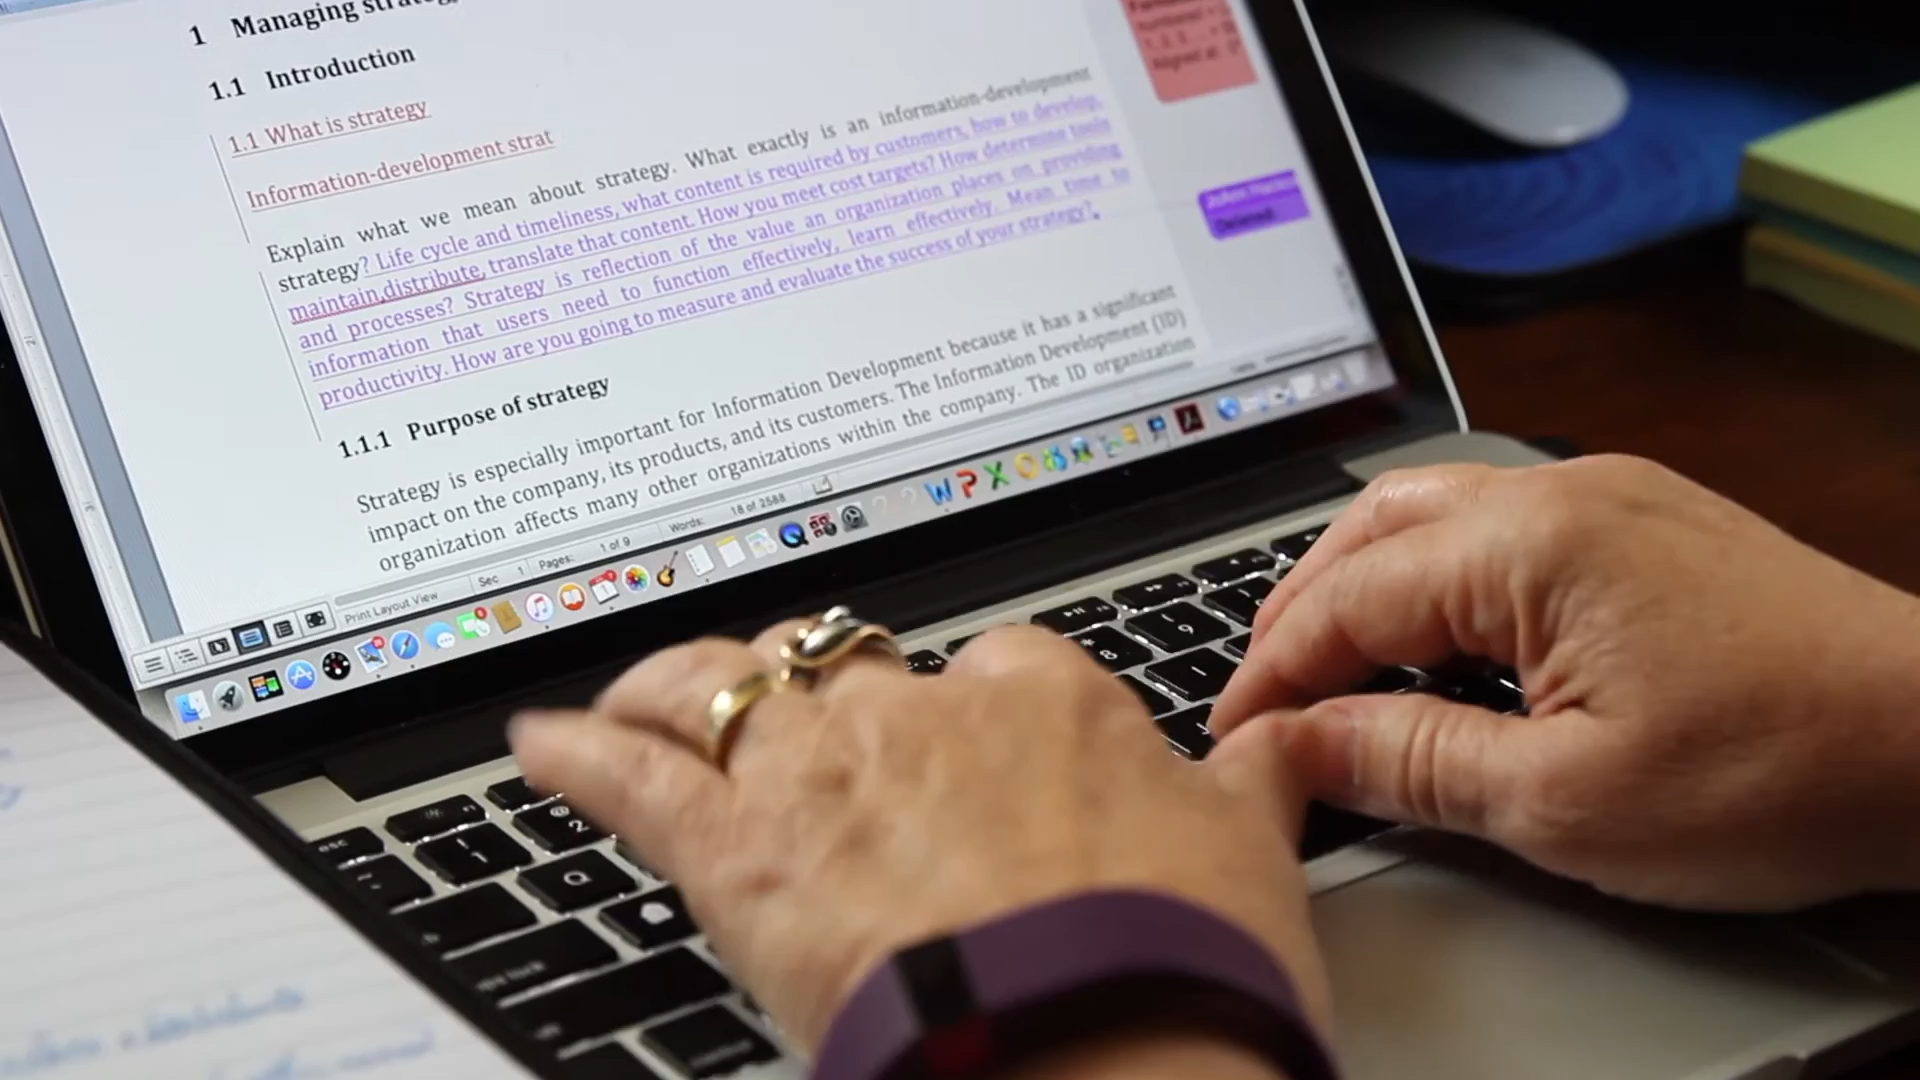 1 Managing strategy
1.1 Introduction
1.1 What is strategy
Information-development strat
Explain what we mean about strategy. What exactly is an information-development
strategy? Life cycle and timeliness, what content is required by customers, how to develop,
maintain,distribute, translate that content. How you meet cost targets? How determine tools
and processes? Strategy is reflection of the value an organization places on providing
information that users need to function effectively, learn effectively. Mean time to
productivity. How are you going to measure and evaluate the success of your strategy?
1.1.1 Purpose of strategy
Strategy is especially important for Information Development because it has a significant
impact on the company, its products, and its customers. The Information Development (ID)
organization affects many other organizations within the company. The ID organization
Deleted:
Print Layout View Sec 1 Pages: 1 of 9 Words: 18 of 2588
W P X
esc
@
2
Q
*
8
9